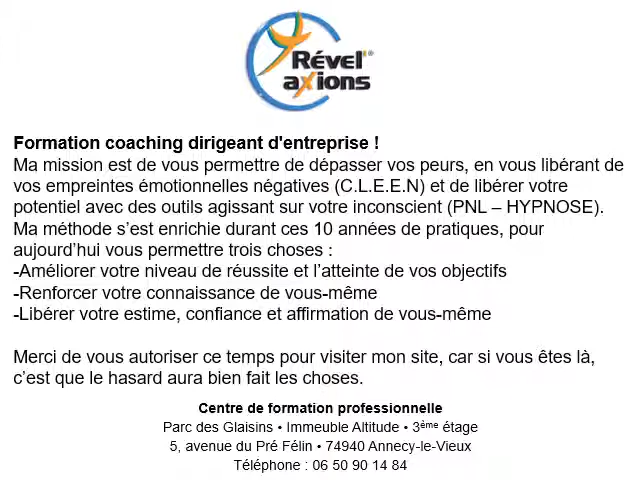 Rével'®
aXions
Formation coaching dirigeant d'entreprise !
Ma mission est de vous permettre de dépasser vos peurs, en vous libérant de
vos empreintes émotionnelles négatives (C.L.E.E.N) et de libérer votre
potentiel avec des outils agissant sur votre inconscient (PNL – HYPNOSE).
Ma méthode s’est enrichie durant ces 10 années de pratiques, pour
aujourd’hui vous permettre trois choses :
-Améliorer votre niveau de réussite et l’atteinte de vos objectifs
-Renforcer votre connaissance de vous-même
-Libérer votre estime, confiance et affirmation de vous-même
Merci de vous autoriser ce temps pour visiter mon site, car si vous êtes là,
c’est que le hasard aura bien fait les choses.
Centre de formation professionnelle
Parc des Glaisins • Immeuble Altitude • 3ème étage
5, avenue du Pré Félin • 74940 Annecy-le-Vieux
Téléphone : 06 50 90 14 84